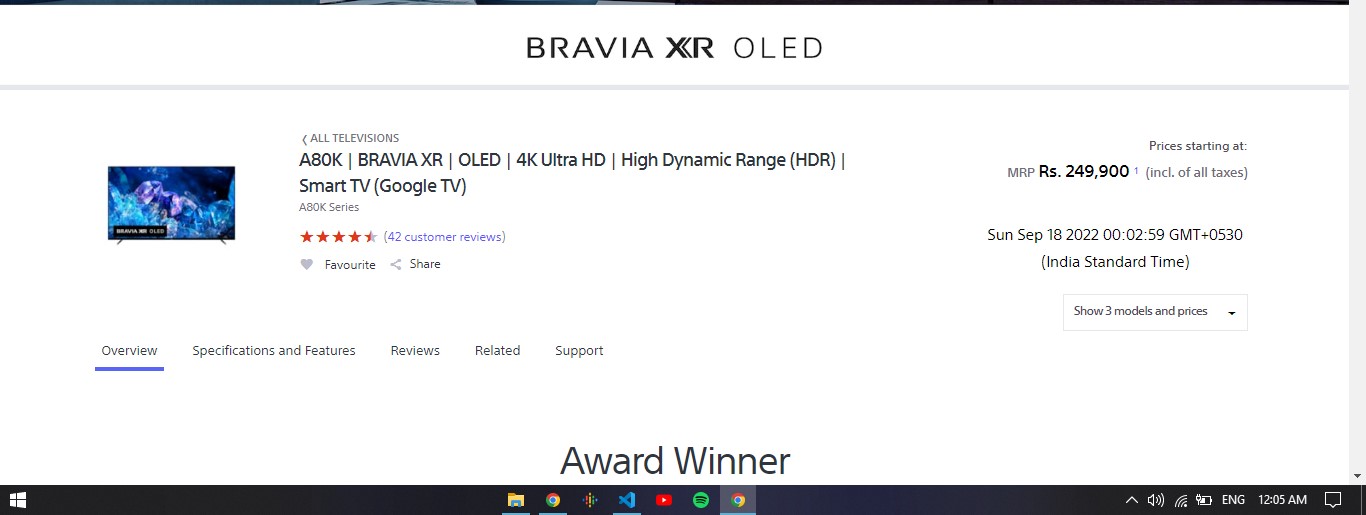 BRAVIA XR OLED
‹ ALL TELEVISIONS
A80K | BRAVIA XR | OLED | 4K Ultra HD | High Dynamic Range (HDR) |
Smart TV (Google TV)
A80K Series
(42 customer reviews)
Favourite Share
BRAVIA XR OLED
Prices starting at:
MRP Rs. 249,900 ¹ (incl. of all taxes)
Sun Sep 18 2022 00:02:59 GMT+0530
(India Standard Time)
Show 3 models and prices
Overview Specifications and Features Reviews Related Support
Award Winner
ENG 12:05 AM